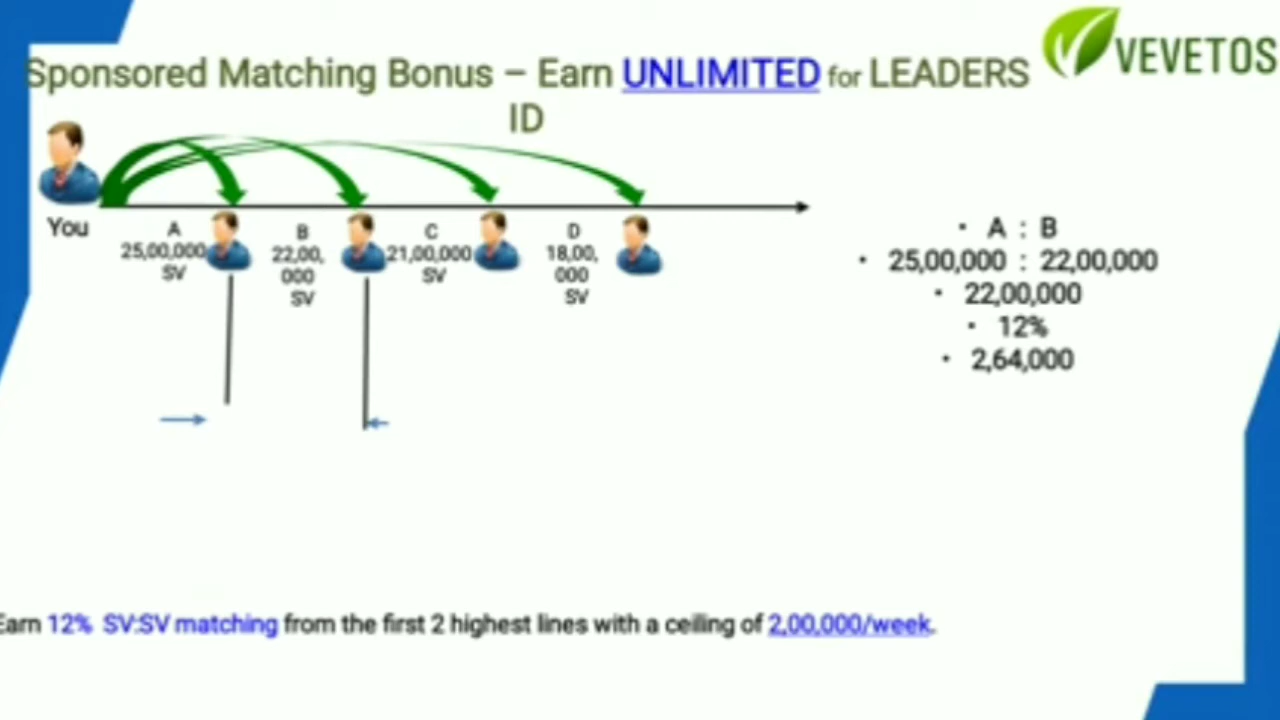 VEVETOS
Sponsored Matching Bonus – Earn UNLIMITED for LEADERS
ID
You
A
25,00,000
SV
B
22,00,
000
SV
C
21,00,000
SV
D
18,00,
000
SV
• A : B
• 25,00,000 : 22,00,000
• 22,00,000
• 12%
• 2,64,000
Earn 12% SV:SV matching from the first 2 highest lines with a ceiling of 2,00,000/week.